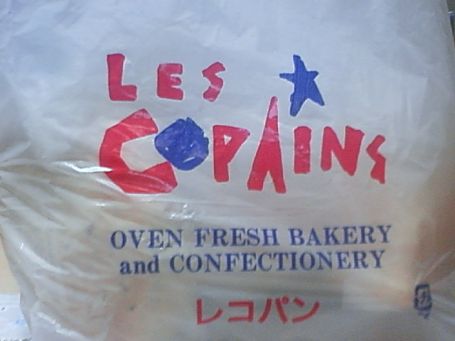 LES
COPAINS
OVEN FRESH BAKERY
and CONFECTIONERY
レコパン